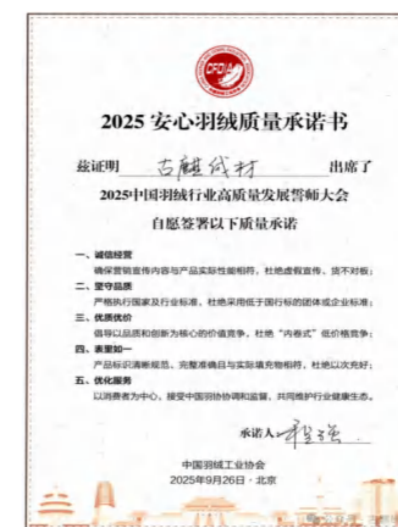 CFDIA
2025 安心羽绒质量承诺书
兹证明 古麒绒材 出席了
2025中国羽绒行业高质量发展誓师大会
自愿签署以下质量承诺
一、诚信经营
确保营销宣传内容与产品实际性能相符，杜绝虚假宣传、货不对板；
二、坚守品质
严格执行国家及行业标准，杜绝采用低于国行标的团体或企业标准；
三、优质优价
倡导以品质和创新为核心的价值竞争，杜绝“内卷式”低价格竞争；
四、表里如一
产品标识清晰规范、完整准确且与实际填充物相符，杜绝以次充好；
五、优化服务
以消费者为中心，接受中国羽协协调和监督，共同维护行业健康生态。
承诺人：
中国羽绒工业协会
2025年9月26日·北京